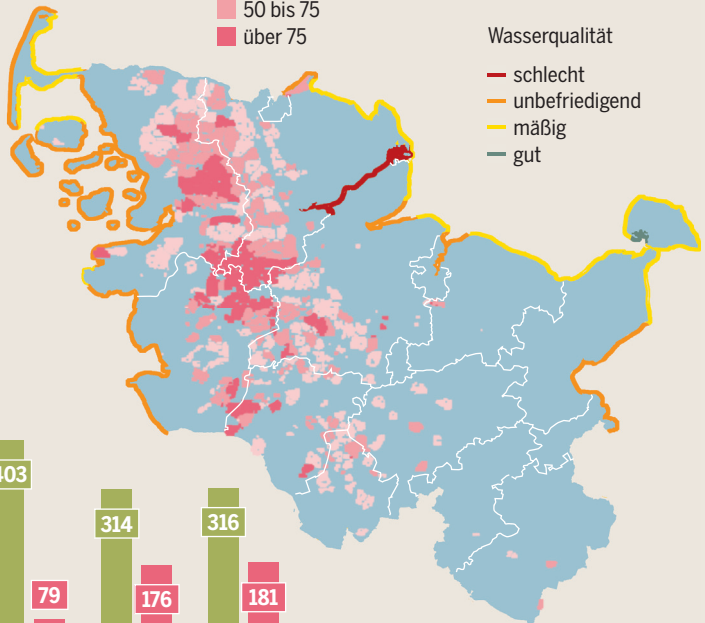 50 bis 75
über 75
Wasserqualität
schlecht
unbefriedigend
mäßig
gut
403
314
316
79
176
181